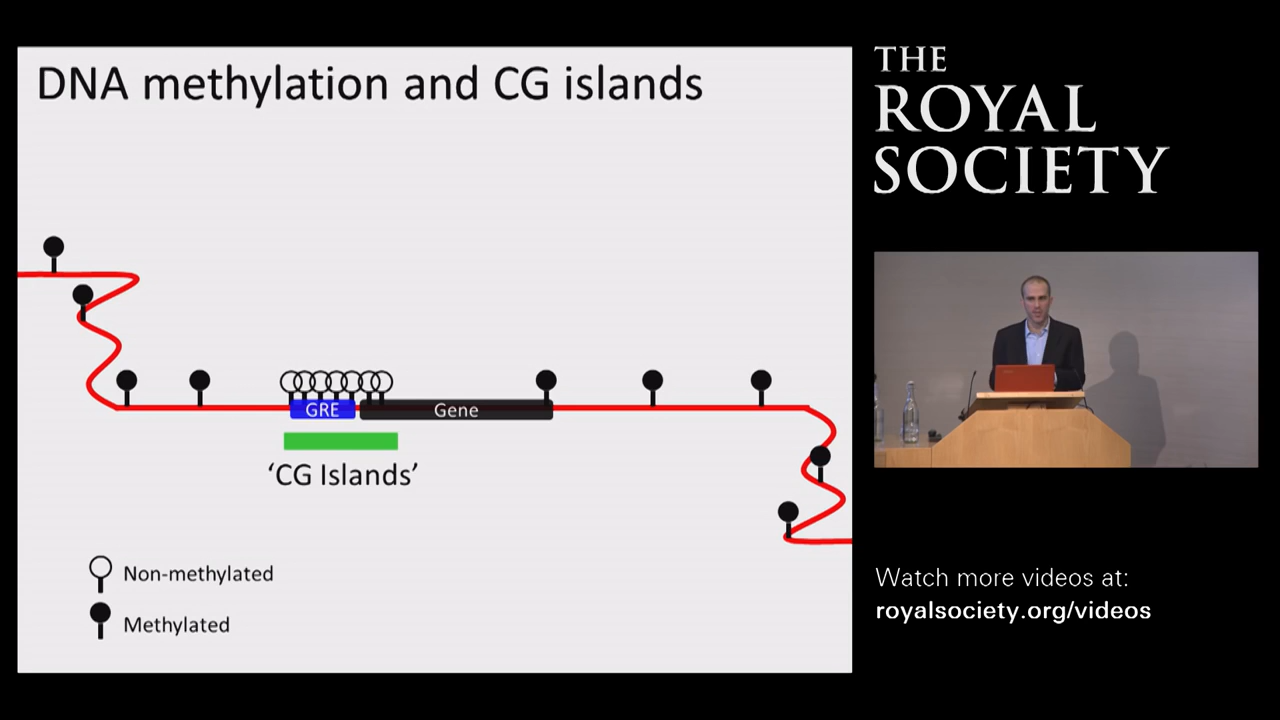 DNA methylation and CG islands
GRE
Gene
‘CG Islands’
Non-methylated
Methylated
THE
ROYAL
SOCIETY
Watch more videos at:
royalsociety.org/videos